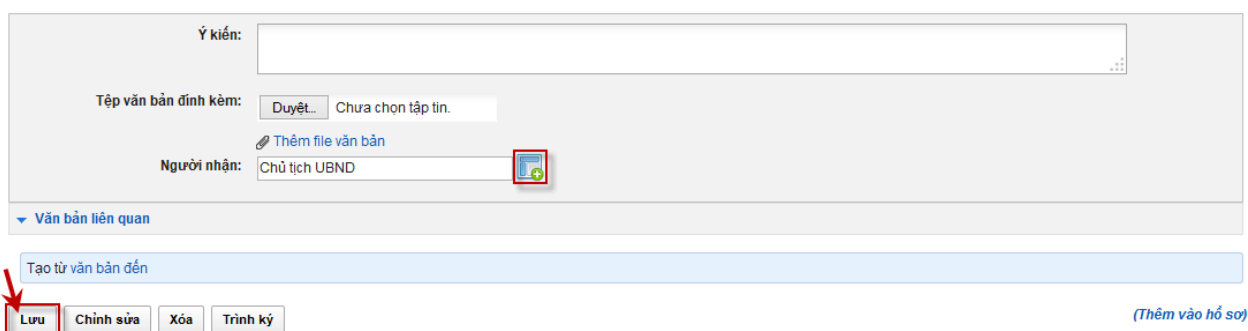 Ý kiến:
Tệp văn bản đính kèm:
Duyệt... Chưa chọn tập tin.
Thêm file văn bản
Người nhận: Chủ tịch UBND
Văn bản liên quan
Tạo từ văn bản đến
Lưu Chỉnh sửa Xóa Trình ký (Thêm vào hồ sơ)